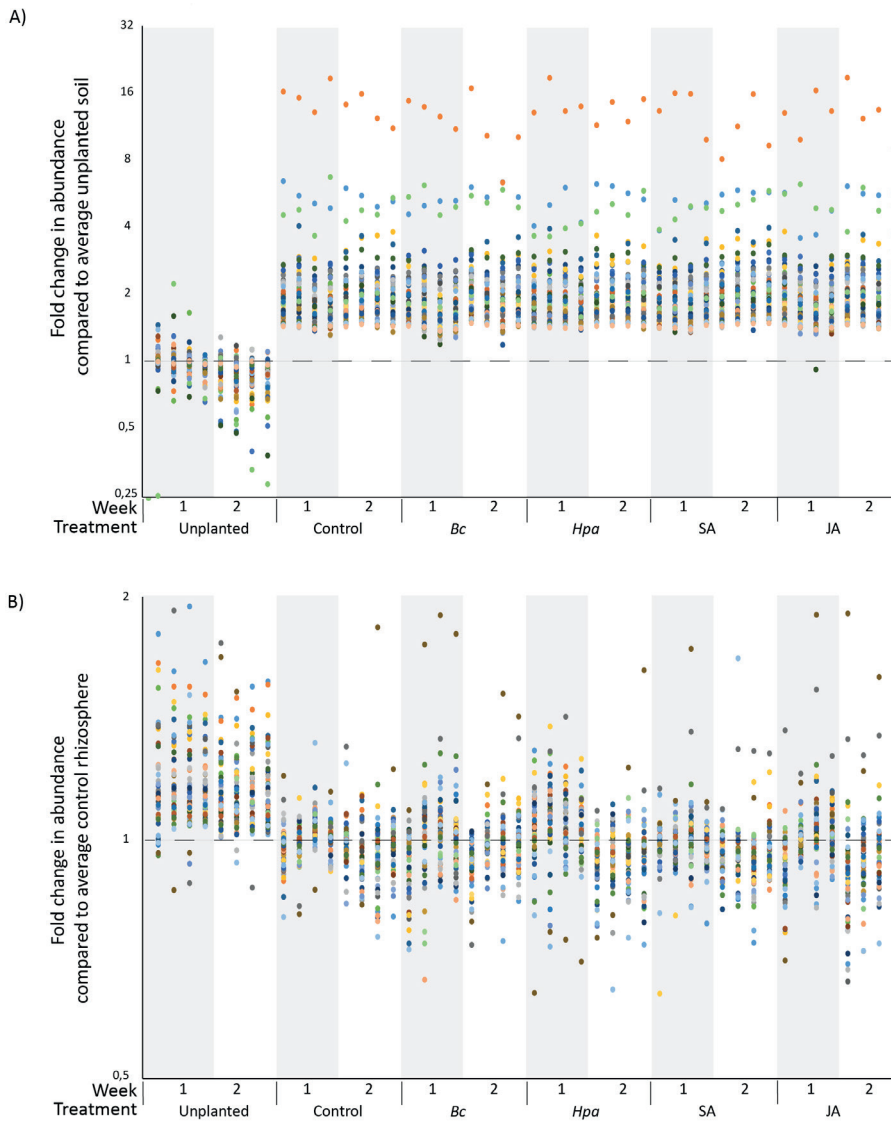 A)
Fold change in abundance
compared to average unplanted soil
32
16
8
4
2
1
0,5
0,25
Week 1 2 1 2 1 2 1 2 1 2 1 2
Treatment Unplanted Control Bc Hpa SA JA
B)
Fold change in abundance
compared to average control rhizosphere
2
1
0,5
Week 1 2 1 2 1 2 1 2 1 2 1 2
Treatment Unplanted Control Bc Hpa SA JA